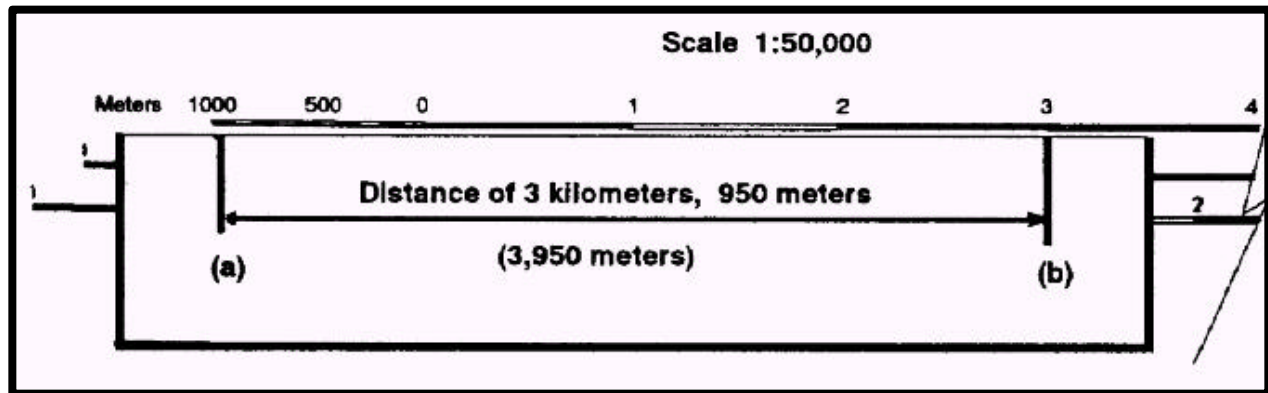 Scale 1:50,000
Meters 1000 500 0 1 2 3 4
Distance of 3 kilometers, 950 meters
2
(3,950 meters)
(a) (b)